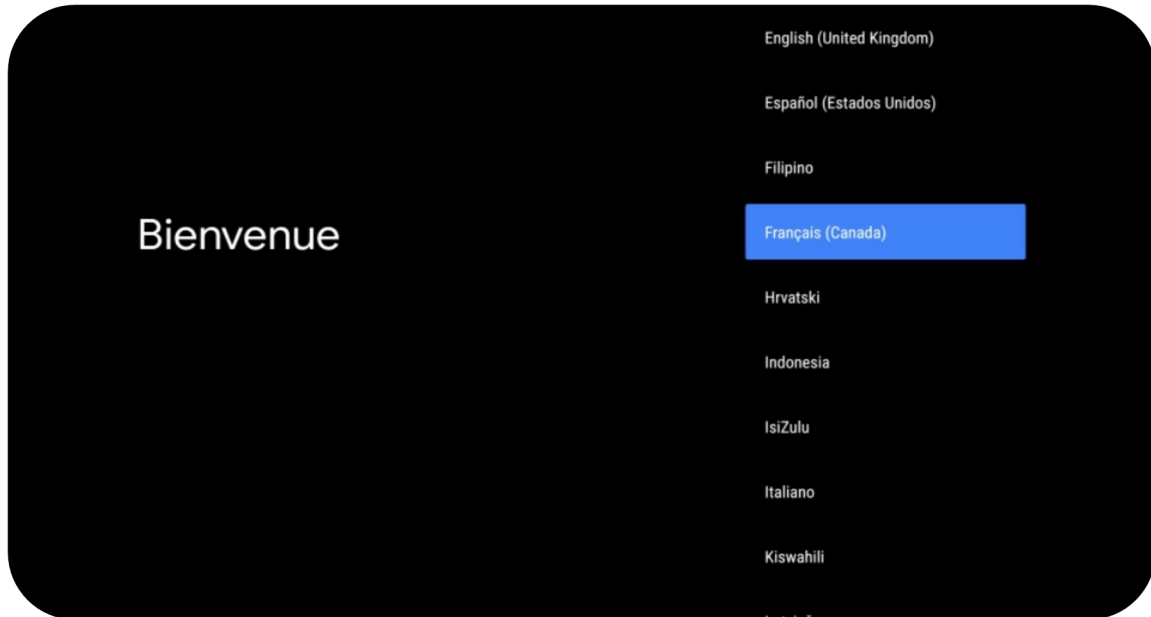 Bienvenue
English (United Kingdom)
Español (Estados Unidos)
Filipino
Français (Canada)
Hrvatski
Indonesia
IsiZulu
Italiano
Kiswahili